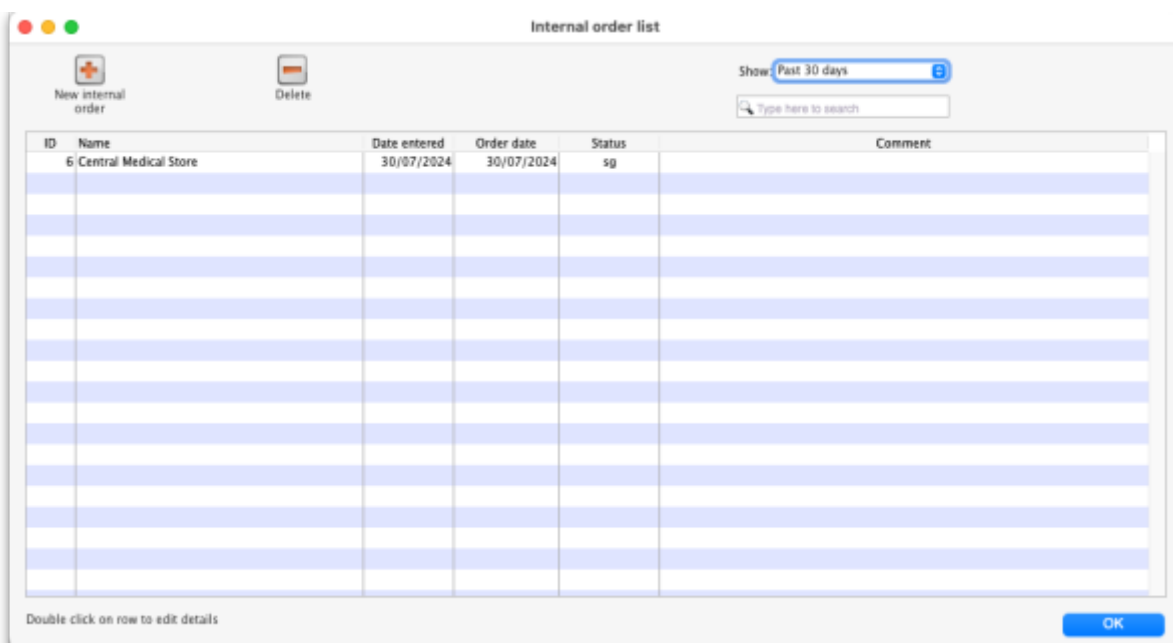 Internal order list
New internal
order
Delete
Show: Past 30 days
Type here to search
ID Name Date entered Order date Status Comment
6 Central Medical Store 30/07/2024 30/07/2024 sg
Double click on row to edit details
OK